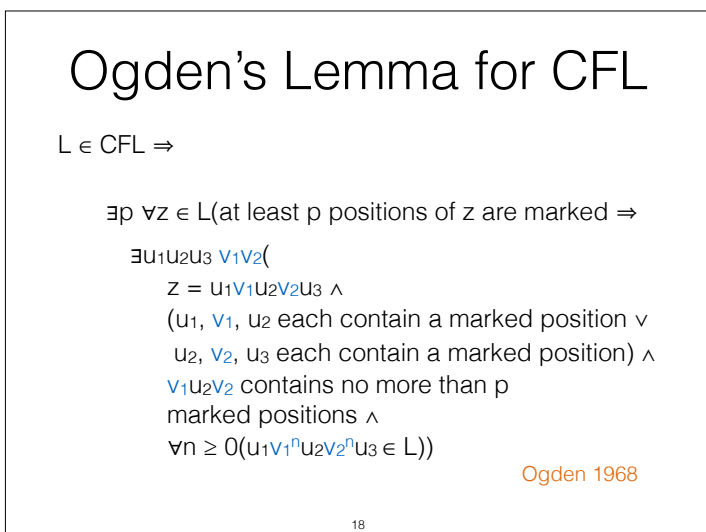 Ogden's Lemma for CFL
L ∈ CFL ⇒
∃p ∀z ∈ L(at least p positions of z are marked ⇒
∃u₁u₂u₃ v₁v₂(
z = u₁v₁u₂v₂u₃ ∧
(u₁, v₁, u₂ each contain a marked position ∨
u₂, v₂, u₃ each contain a marked position) ∧
v₁u₂v₂ contains no more than p
marked positions ∧
∀n ≥ 0(u₁v₁ⁿu₂v₂ⁿu₃ ∈ L))
Ogden 1968
18